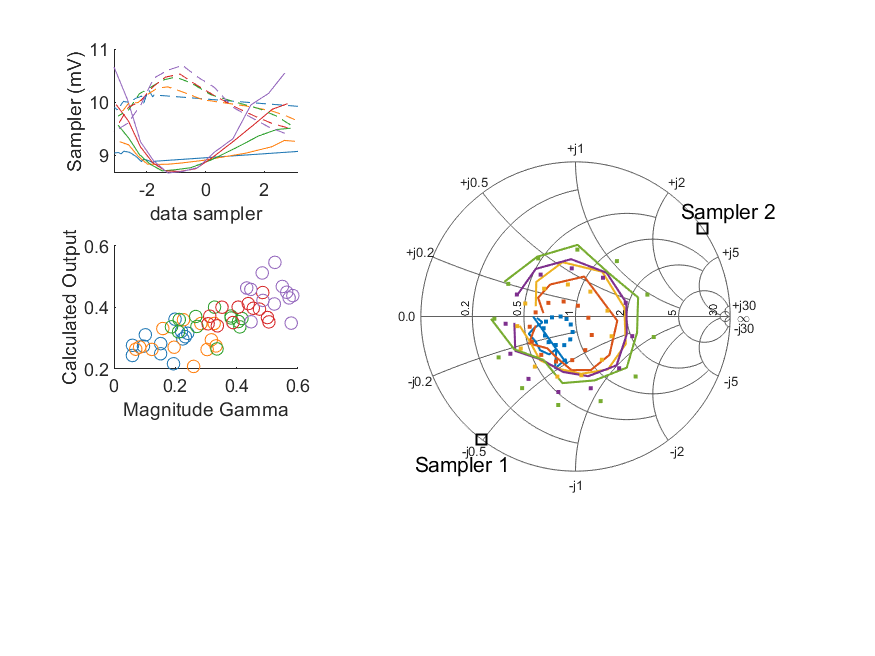 11
10
9
Sampler (mV)
-2 0 2
data sampler
0.6
0.4
0.2
Calculated Output
0 0.2 0.4 0.6
Magnitude Gamma
+j1
+j0.5
+j2
Sampler 2
+j0.2
+j5
0.0
0.2
0.5
1
2
5
30
+j30
∞
-j30
-j0.2
-j5
-j0.5
-j2
Sampler 1
-j1